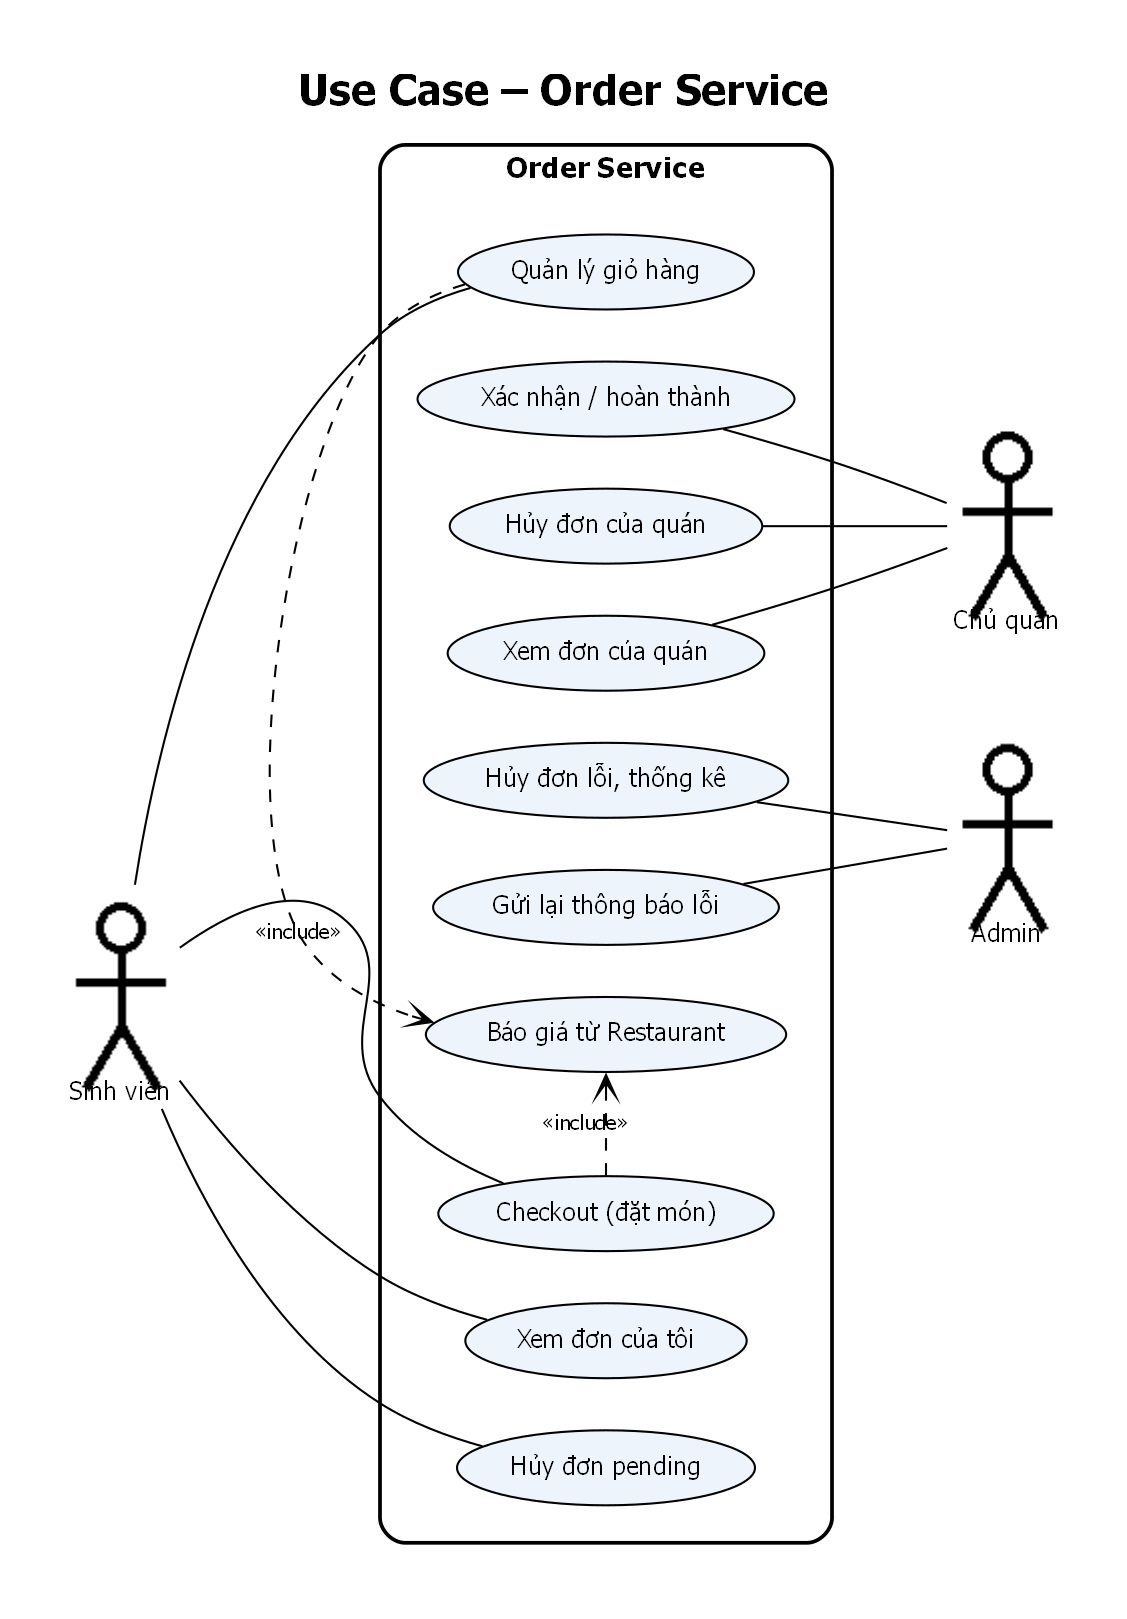 Use Case – Order Service
Order Service
Quản lý giỏ hàng
Xác nhận / hoàn thành
Hủy đơn của quán
Xem đơn của quán
Chủ quán
Hủy đơn lỗi, thống kê
Gửi lại thông báo lỗi
Admin
«include»
Báo giá từ Restaurant
Sinh viên
«include»
Checkout (đặt món)
Xem đơn của tôi
Hủy đơn pending